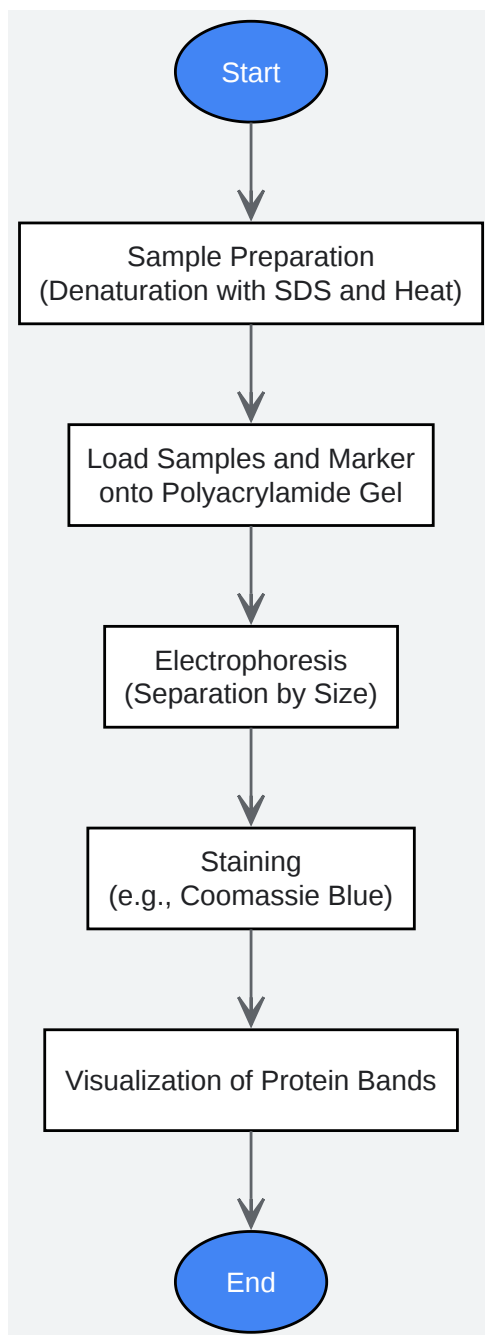 Start
Sample Preparation
(Denaturation with SDS and Heat)
Load Samples and Marker
onto Polyacrylamide Gel
Electrophoresis
(Separation by Size)
Staining
(e.g., Coomassie Blue)
Visualization of Protein Bands
End